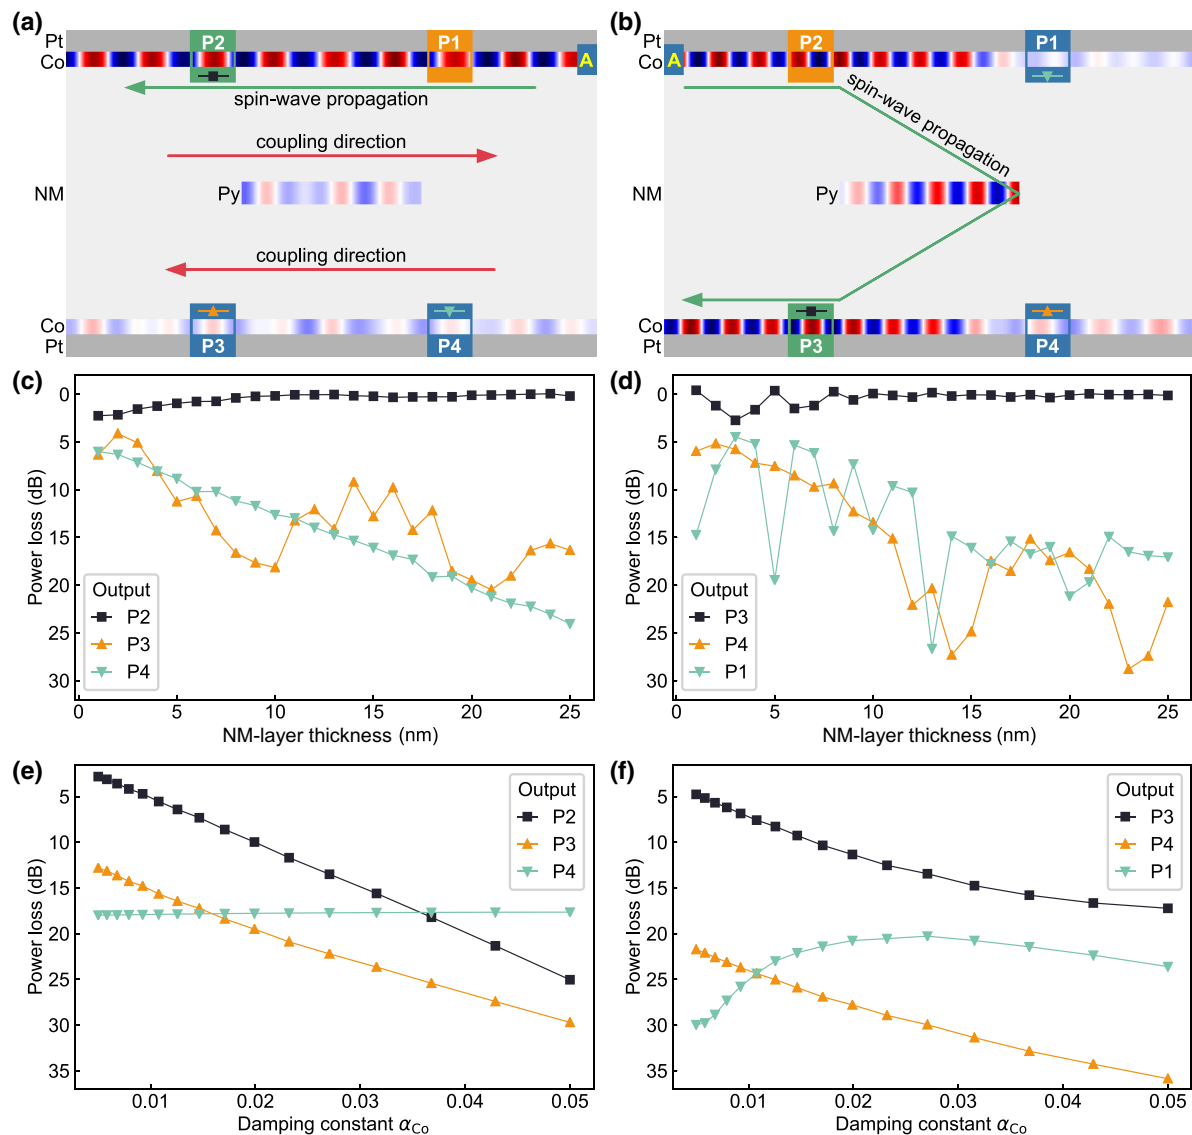 (a)
Pt
Co
P2
P1
A
spin-wave propagation
coupling direction
NM
Py
coupling direction
Co
Pt
P3
P4
(b)
Pt
Co
A
P2
P1
spin-wave propagation
NM
Py
Co
Pt
P3
P4
(c)
Power loss (dB)
0
5
10
15
20
25
30
Output
P2
P3
P4
0
5
10
15
20
25
NM-layer thickness (nm)
(d)
Power loss (dB)
0
5
10
15
20
25
30
Output
P3
P4
P1
0
5
10
15
20
25
NM-layer thickness (nm)
(e)
Power loss (dB)
5
10
15
20
25
30
35
Output
P2
P3
P4
0.01
0.02
0.03
0.04
0.05
Damping constant αCo
(f)
Power loss (dB)
5
10
15
20
25
30
35
Output
P3
P4
P1
0.01
0.02
0.03
0.04
0.05
Damping constant αCo